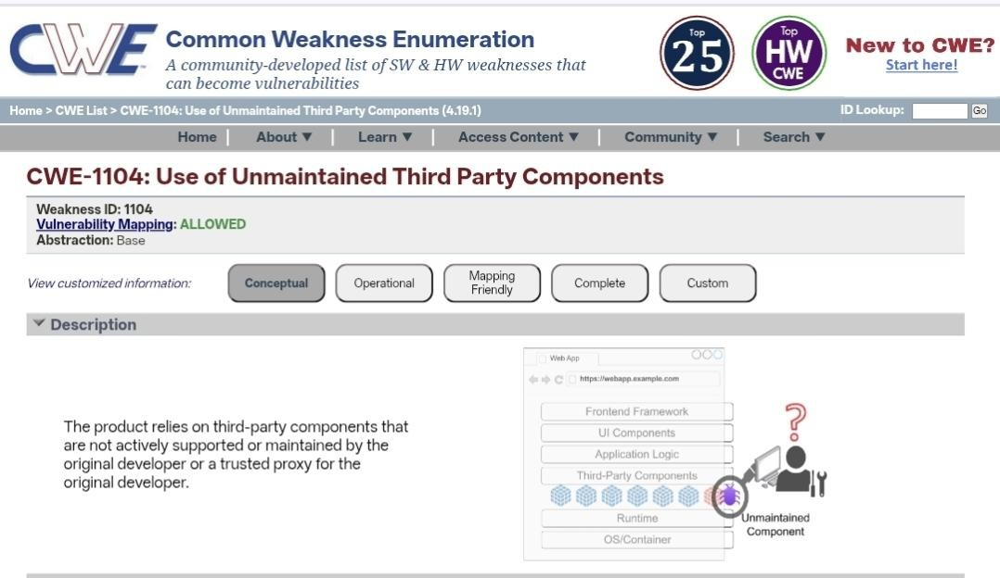 CWE
Common Weakness Enumeration
A community-developed list of SW & HW weaknesses that
can become vulnerabilities
Top
25
Top
HW
CWE
New to CWE?
Start here!
Home > CWE List > CWE-1104: Use of Unmaintained Third Party Components (4.19.1)
ID Lookup:
Go
Home
About ▼
Learn ▼
Access Content ▼
Community ▼
Search ▼
CWE-1104: Use of Unmaintained Third Party Components
Weakness ID: 1104
Vulnerability Mapping: ALLOWED
Abstraction: Base
View customized information:
Conceptual
Operational
Mapping
Friendly
Complete
Custom
Description
The product relies on third-party components that
are not actively supported or maintained by the
original developer or a trusted proxy for the
original developer.
Web App
https://webapp.example.com
Frontend Framework
UI Components
Application Logic
Third-Party Components
Runtime
OS/Container
?
Unmaintained
Component